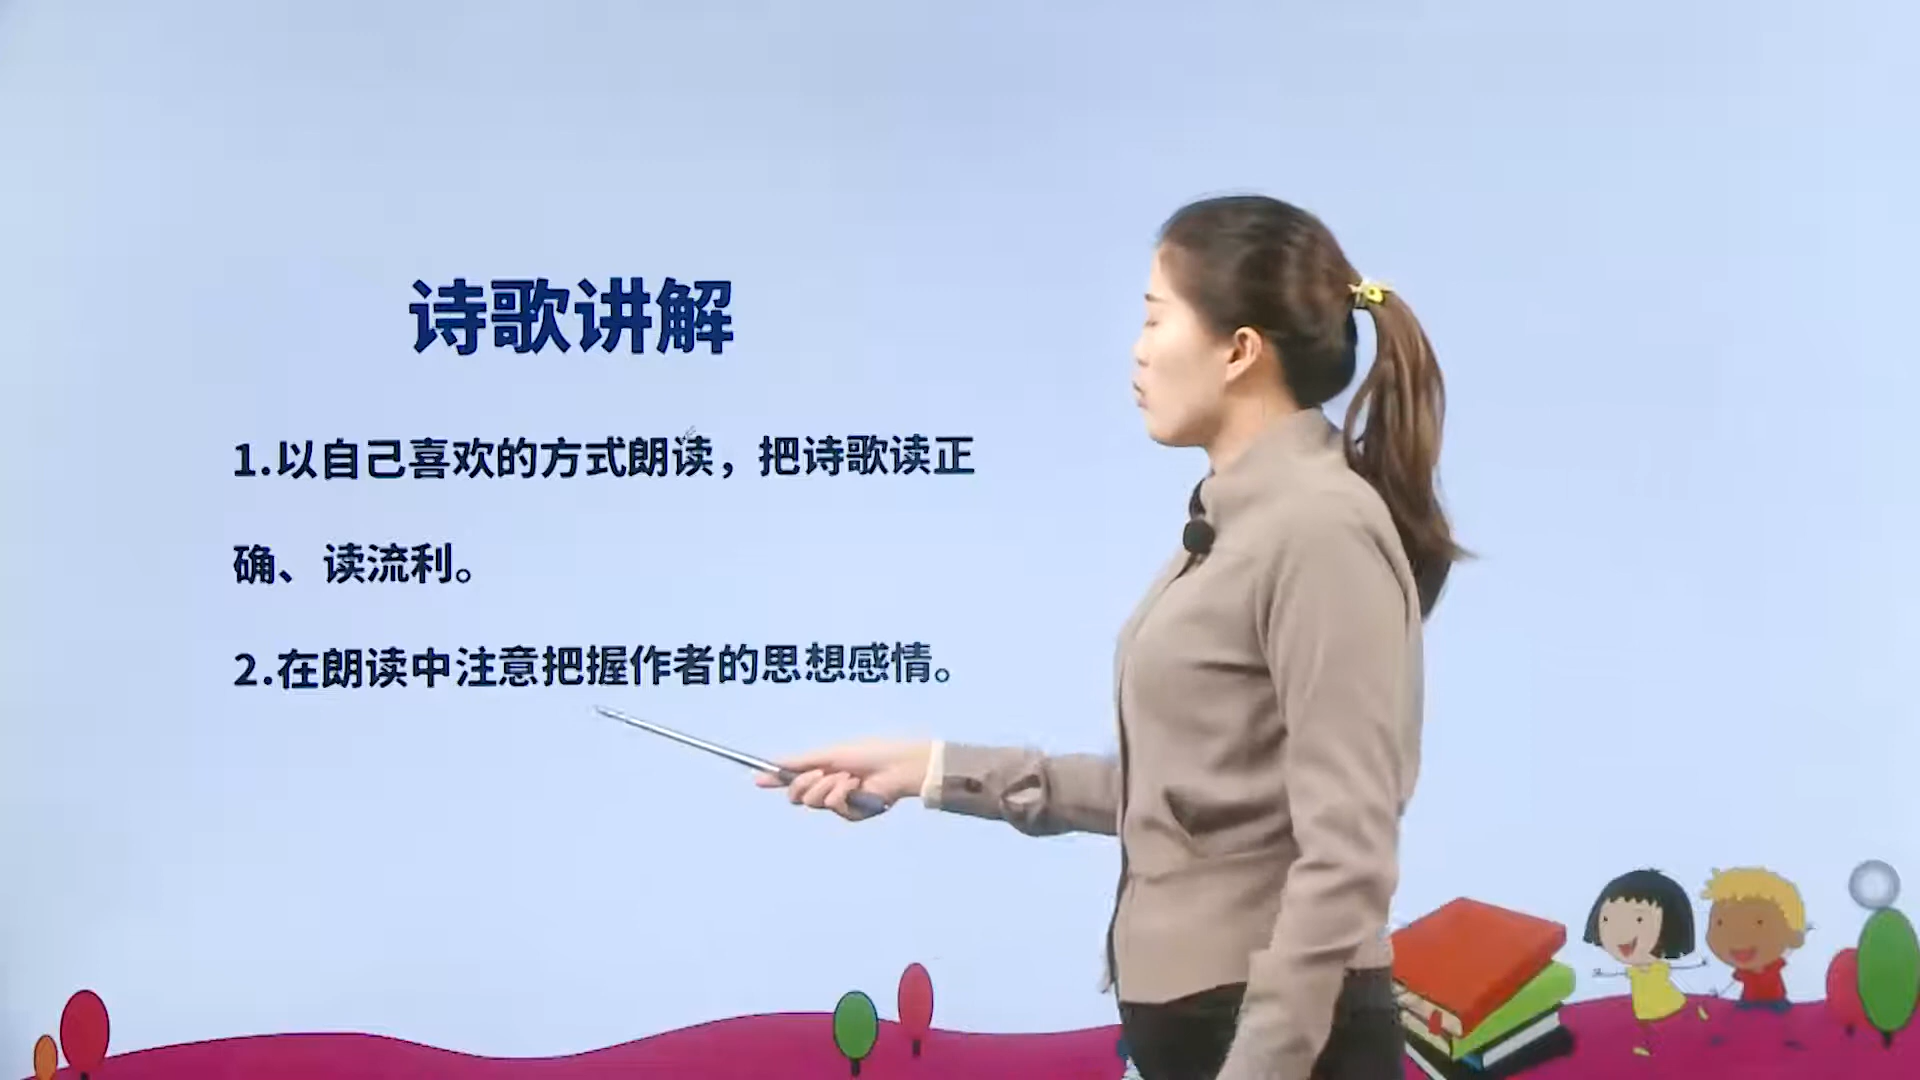 诗歌讲解
1.以自己喜欢的方式朗读，把诗歌读正
确、读流利。
2.在朗读中注意把握作者的思想感情。